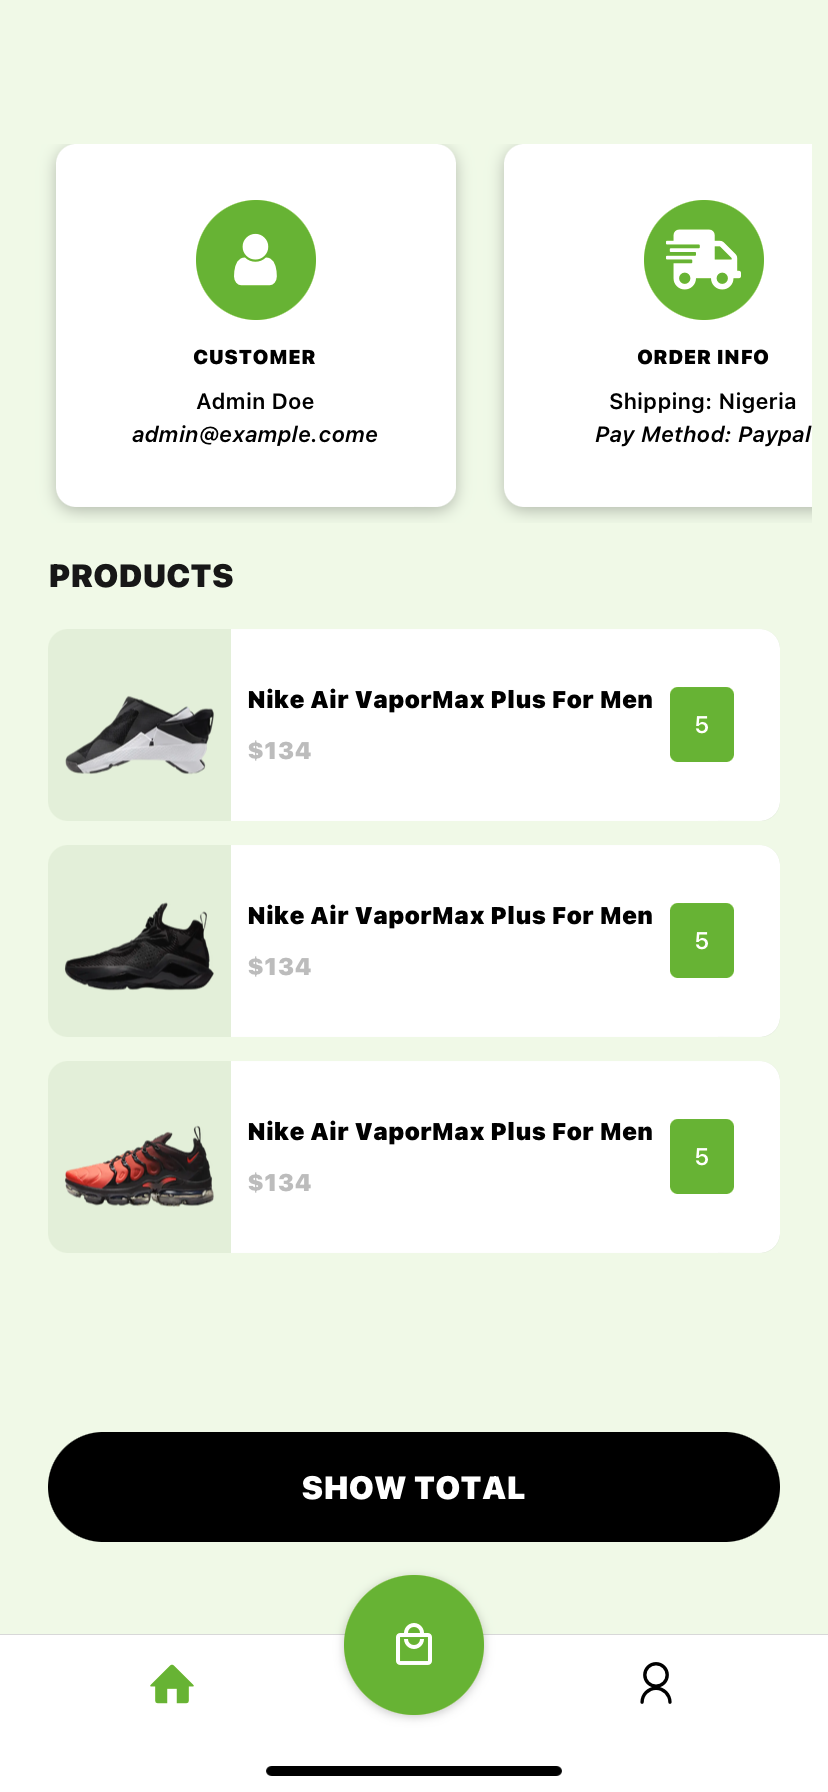 CUSTOMER
Admin Doe
admin@example.come
ORDER INFO
Shipping: Nigeria
Pay Method: Paypal
PRODUCTS
Nike Air VaporMax Plus For Men
$134
5
Nike Air VaporMax Plus For Men
$134
5
Nike Air VaporMax Plus For Men
$134
5
SHOW TOTAL